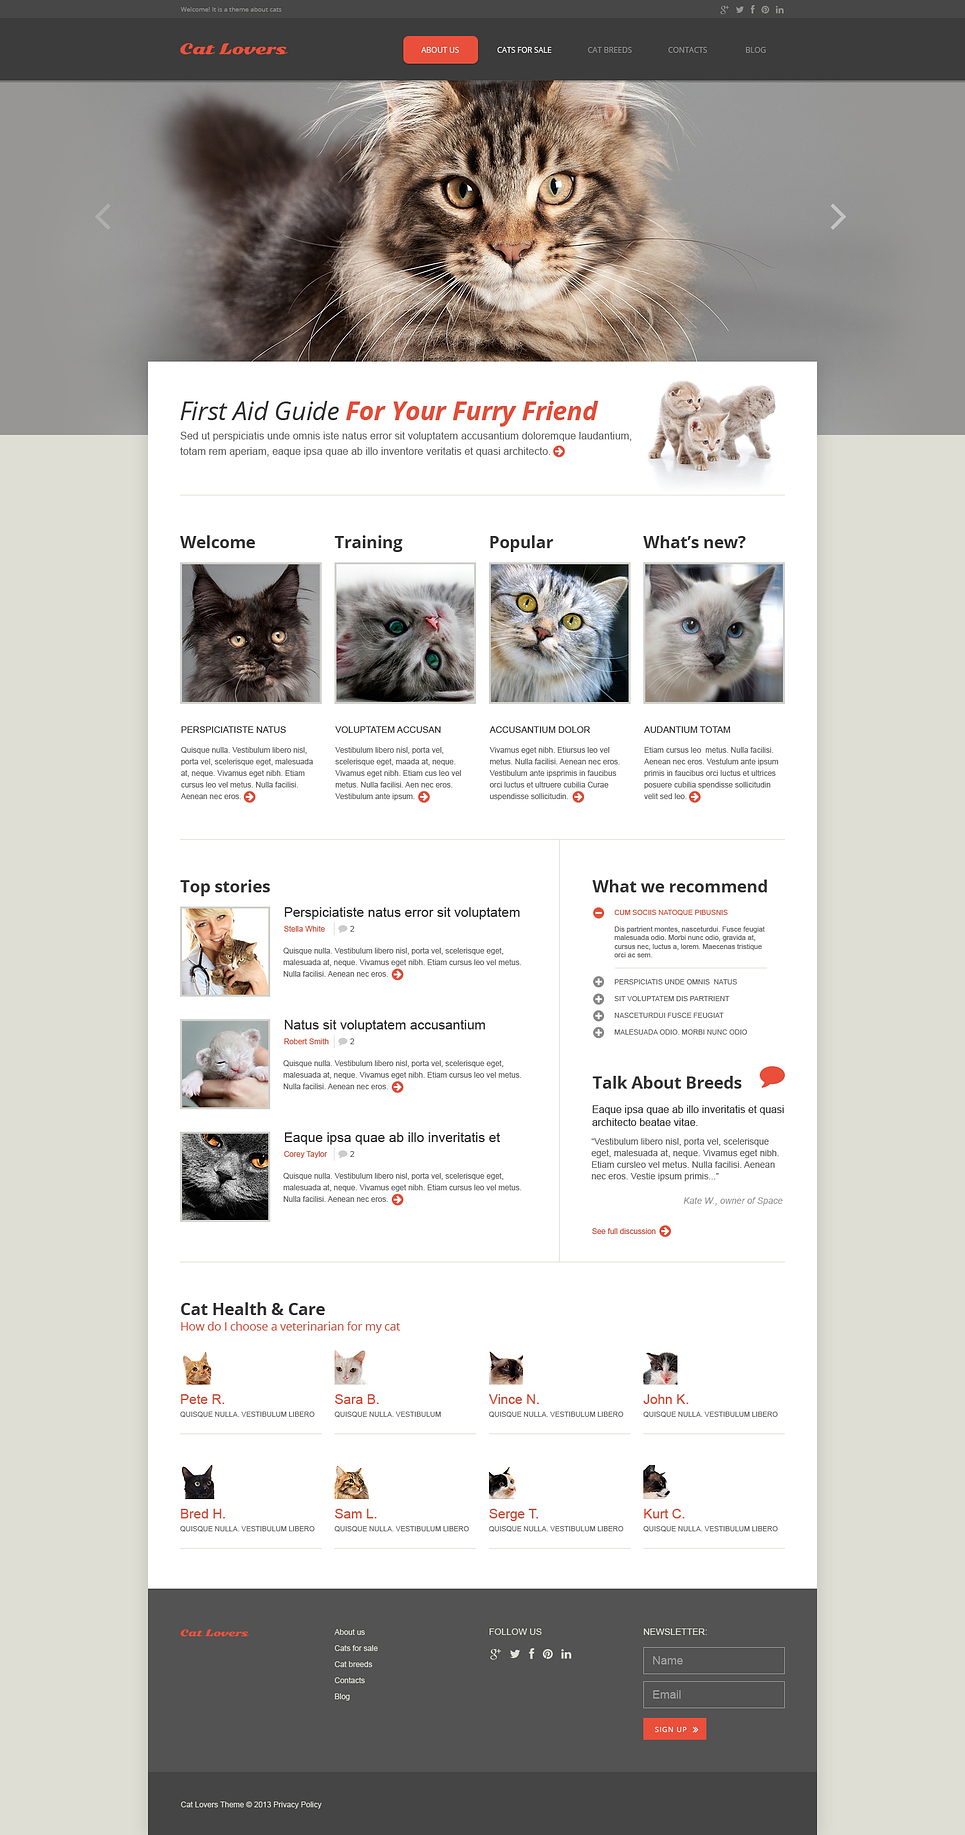 Welcome! It is a theme about cats
Cat Lovers
ABOUT US
CATS FOR SALE
CAT BREEDS
CONTACTS
BLOG
First Aid Guide For Your Furry Friend
Sed ut perspiciatis unde omnis iste natus error sit voluptatem accusantium doloremque laudantium,
totam rem aperiam, eaque ipsa quae ab illo inventore veritatis et quasi architecto.
Welcome
PERSPICIATISTE NATUS
Quisque nulla. Vestibulum libero nisl,
porta vel, scelerisque eget, malesuada
at, neque. Vivamus eget nibh. Etiam
cursus leo vel metus. Nulla facilisi.
Aenean nec eros.
Training
VOLUPTATEM ACCUSAN
Vestibulum libero nisl, porta vel,
scelerisque eget, maada at, neque.
Vivamus eget nibh. Etiam cus leo vel
metus. Nulla facilisi. Aen nec eros.
Vestibulum ante ipsum.
Popular
ACCUSANTIUM DOLOR
Vivamus eget nibh. Etiursus leo vel
metus. Nulla facilisi. Aenean nec eros.
Vestibulum ante ipsprimis in faucibus
orci luctus et ultruere cubilia Curae
uspendisse sollicitudin.
What's new?
AUDANTIUM TOTAM
Etiam cursus leo metus. Nulla facilisi.
Aenean nec eros. Vestulum ante ipsum
primis in faucibus orci luctus et ultrices
posuere cubilia spendisse sollicitudin
velit sed leo.
Top stories
Perspiciatiste natus error sit voluptatem
Stella White 2
Quisque nulla. Vestibulum libero nisl, porta vel, scelerisque eget,
malesuada at, neque. Vivamus eget nibh. Etiam cursus leo vel metus.
Nulla facilisi. Aenean nec eros.
Natus sit voluptatem accusantium
Robert Smith 2
Quisque nulla. Vestibulum libero nisl, porta vel, scelerisque eget,
malesuada at, neque. Vivamus eget nibh. Etiam cursus leo vel metus.
Nulla facilisi. Aenean nec eros.
Eaque ipsa quae ab illo inveritatis et
Corey Taylor 2
Quisque nulla. Vestibulum libero nisl, porta vel, scelerisque eget,
malesuada at, neque. Vivamus eget nibh. Etiam cursus leo vel metus.
Nulla facilisi. Aenean nec eros.
What we recommend
CUM SOCIIS NATOQUE PIBUSNIS
Dis partrient montes, nasceturdui. Fusce feugiat
malesuada odio. Morbi nunc odio, gravida at,
cursus nec, luctus a, lorem. Maecenas tristique
orci ac sem.
PERSPICIATIS UNDE OMNIS NATUS
SIT VOLUPTATEM DIS PARTRIENT
NASCETURDUI FUSCE FEUGIAT
MALESUADA ODIO. MORBI NUNC ODIO
Talk About Breeds
Eaque ipsa quae ab illo inveritatis et quasi
architecto beatae vitae.
"Vestibulum libero nisl, porta vel, scelerisque
eget, malesuada at, neque. Vivamus eget nibh.
Etiam cursleo vel metus. Nulla facilisi. Aenean
nec eros. Vestie ipsum primis..."
Kate W., owner of Space
See full discussion
Cat Health & Care
How do I choose a veterinarian for my cat
Pete R.
QUISQUE NULLA. VESTIBULUM LIBERO
Sara B.
QUISQUE NULLA. VESTIBULUM
Vince N.
QUISQUE NULLA. VESTIBULUM LIBERO
John K.
QUISQUE NULLA. VESTIBULUM LIBERO
Bred H.
QUISQUE NULLA. VESTIBULUM LIBERO
Sam L.
QUISQUE NULLA. VESTIBULUM LIBERO
Serge T.
QUISQUE NULLA. VESTIBULUM LIBERO
Kurt C.
QUISQUE NULLA. VESTIBULUM LIBERO
Cat Lovers
About us
Cats for sale
Cat breeds
Contacts
Blog
FOLLOW US
NEWSLETTER:
Name
Email
SIGN UP
Cat Lovers Theme © 2013 Privacy Policy